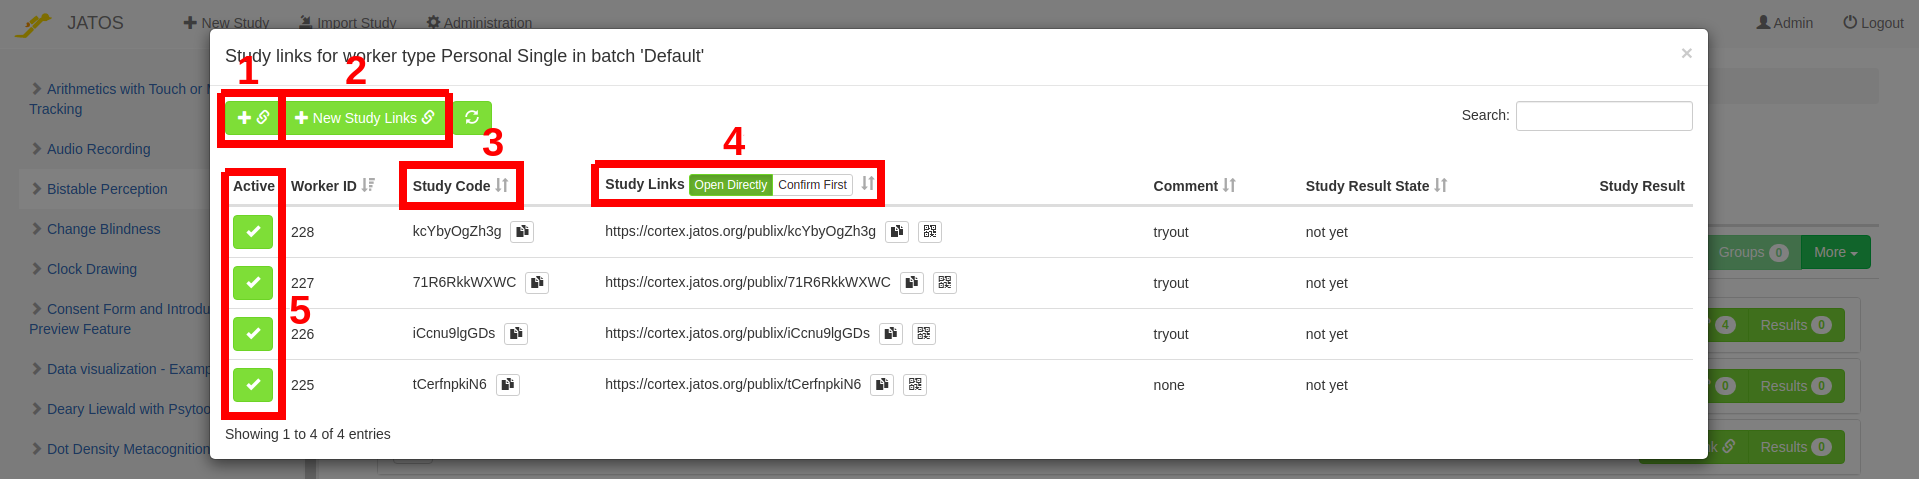 JATOS New Study Import Study Administration Admin Logout
Study links for worker type Personal Single in batch 'Default' ×
1 2
New Study Links
Search:
3 4
Active Worker ID Study Code Study Links Open Directly Confirm First Comment Study Result State Study Result
228 kcYbyOgZh3g https://cortex.jatos.org/publix/kcYbyOgZh3g tryout not yet
227 71R6RkkWXWC https://cortex.jatos.org/publix/71R6RkkWXWC tryout not yet
5
226 iCcnu9lgGDs https://cortex.jatos.org/publix/iCcnu9lgGDs tryout not yet
225 tCerfnpkiN6 https://cortex.jatos.org/publix/tCerfnpkiN6 none not yet
Showing 1 to 4 of 4 entries
Arithmetics with Touch or
Tracking
Audio Recording
Bistable Perception
Change Blindness
Clock Drawing
Consent Form and Introdu
Preview Feature
Data visualization - Examp
Deary Liewald with Psytoo
Dot Density Metacognition
Groups 0 More
4 Results 0
0 Results 0
Results 0